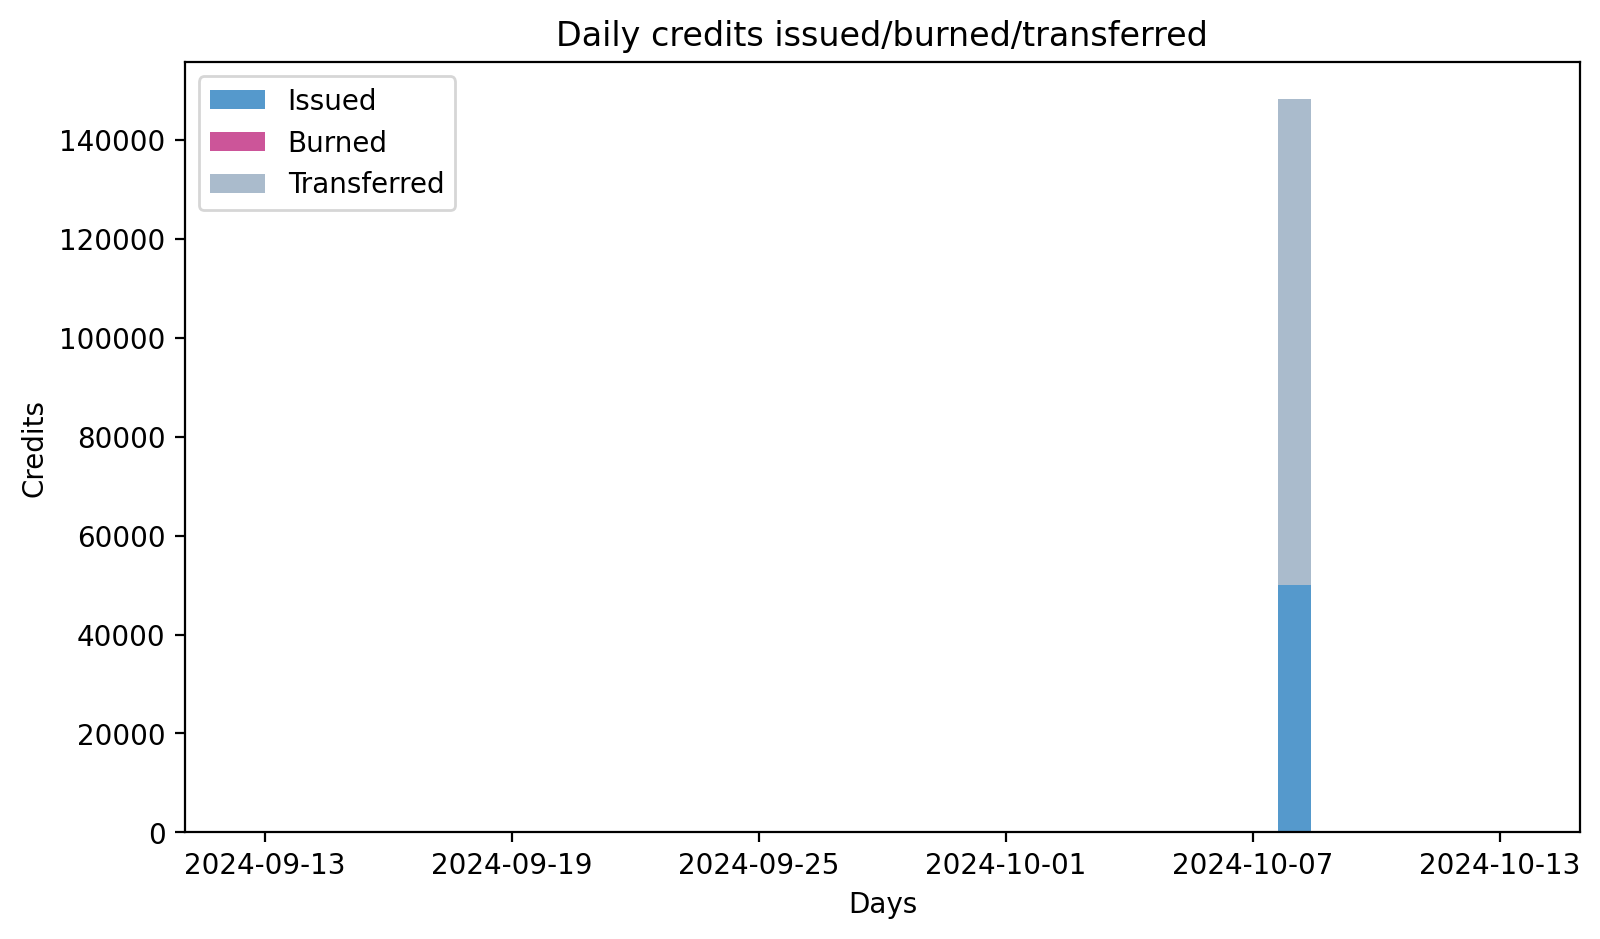 Daily credits issued/burned/transferred
Issued
Burned
Transferred
140000
120000
100000
80000
60000
40000
20000
0
Credits
2024-09-13 2024-09-19 2024-09-25 2024-10-01 2024-10-07 2024-10-13
Days